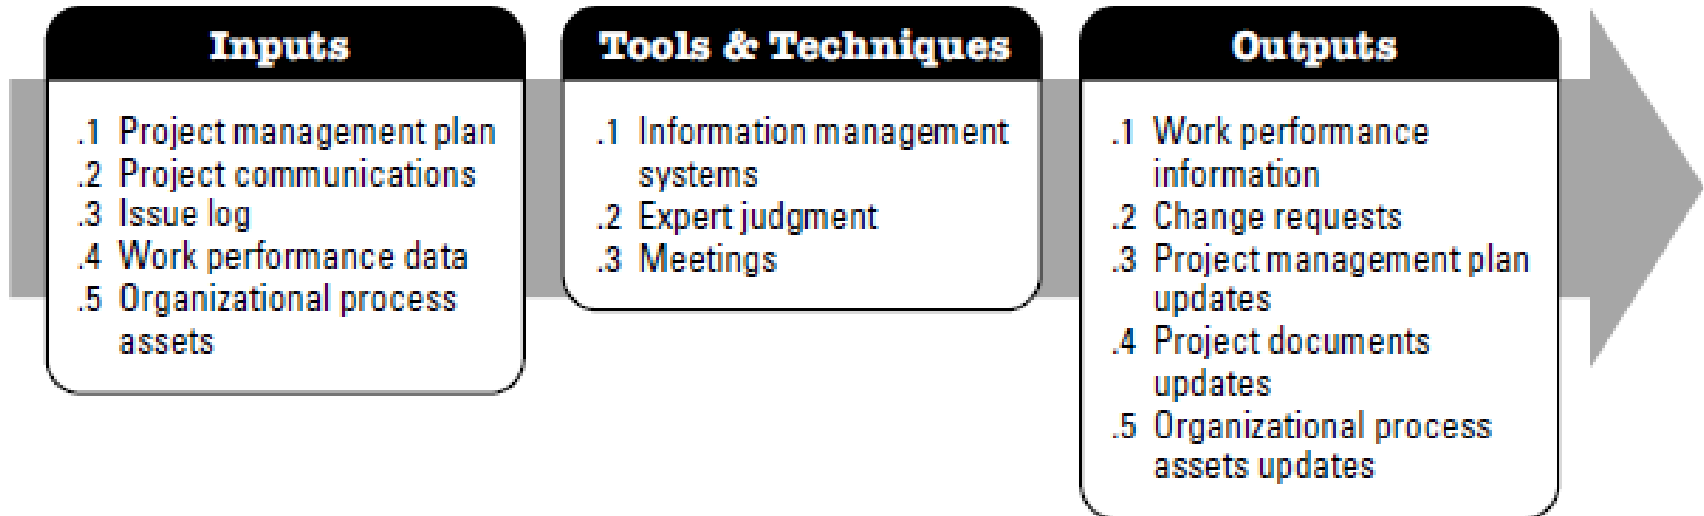 Inputs
.1 Project management plan
.2 Project communications
.3 Issue log
.4 Work performance data
.5 Organizational process
assets
Tools & Techniques
.1 Information management
systems
.2 Expert judgment
.3 Meetings
Outputs
.1 Work performance
information
.2 Change requests
.3 Project management plan
updates
.4 Project documents
updates
.5 Organizational process
assets updates